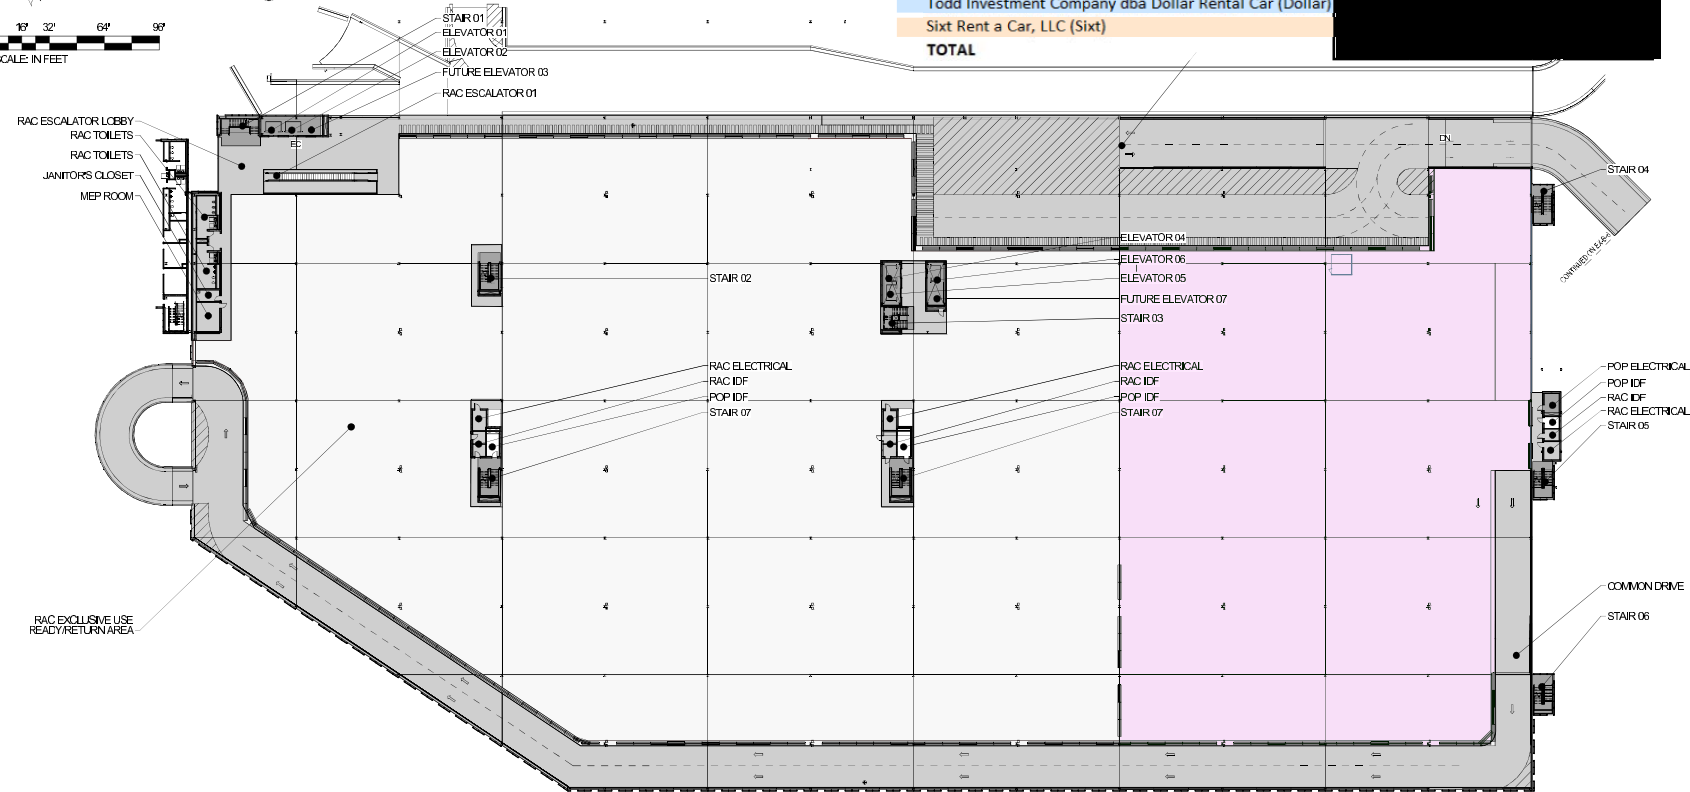 Todd Investment Company dba Dollar Rental Car (Dollar)
Sixt Rent a Car, LLC (Sixt)
TOTAL
16' 32' 64' 96'
SCALE: IN FEET
STAIR 01
ELEVATOR 01
ELEVATOR 02
FUTURE ELEVATOR 03
RAC ESCALATOR 01
RAC ESCALATOR LOBBY
RAC TOILETS
RAC TOILETS
JANITOR'S CLOSET
MEP ROOM
EC
DN
STAIR 04
ELEVATOR 04
ELEVATOR 06
ELEVATOR 05
FUTURE ELEVATOR 07
STAIR 03
STAIR 02
RAC ELECTRICAL
RAC IDF
POP IDF
STAIR 07
RAC ELECTRICAL
RAC IDF
POP IDF
STAIR 07
POP ELECTRICAL
POP IDF
RAC IDF
RAC ELECTRICAL
STAIR 05
COMMON DRIVE
STAIR 06
RAC EXCLUSIVE USE
READY/RETURN AREA